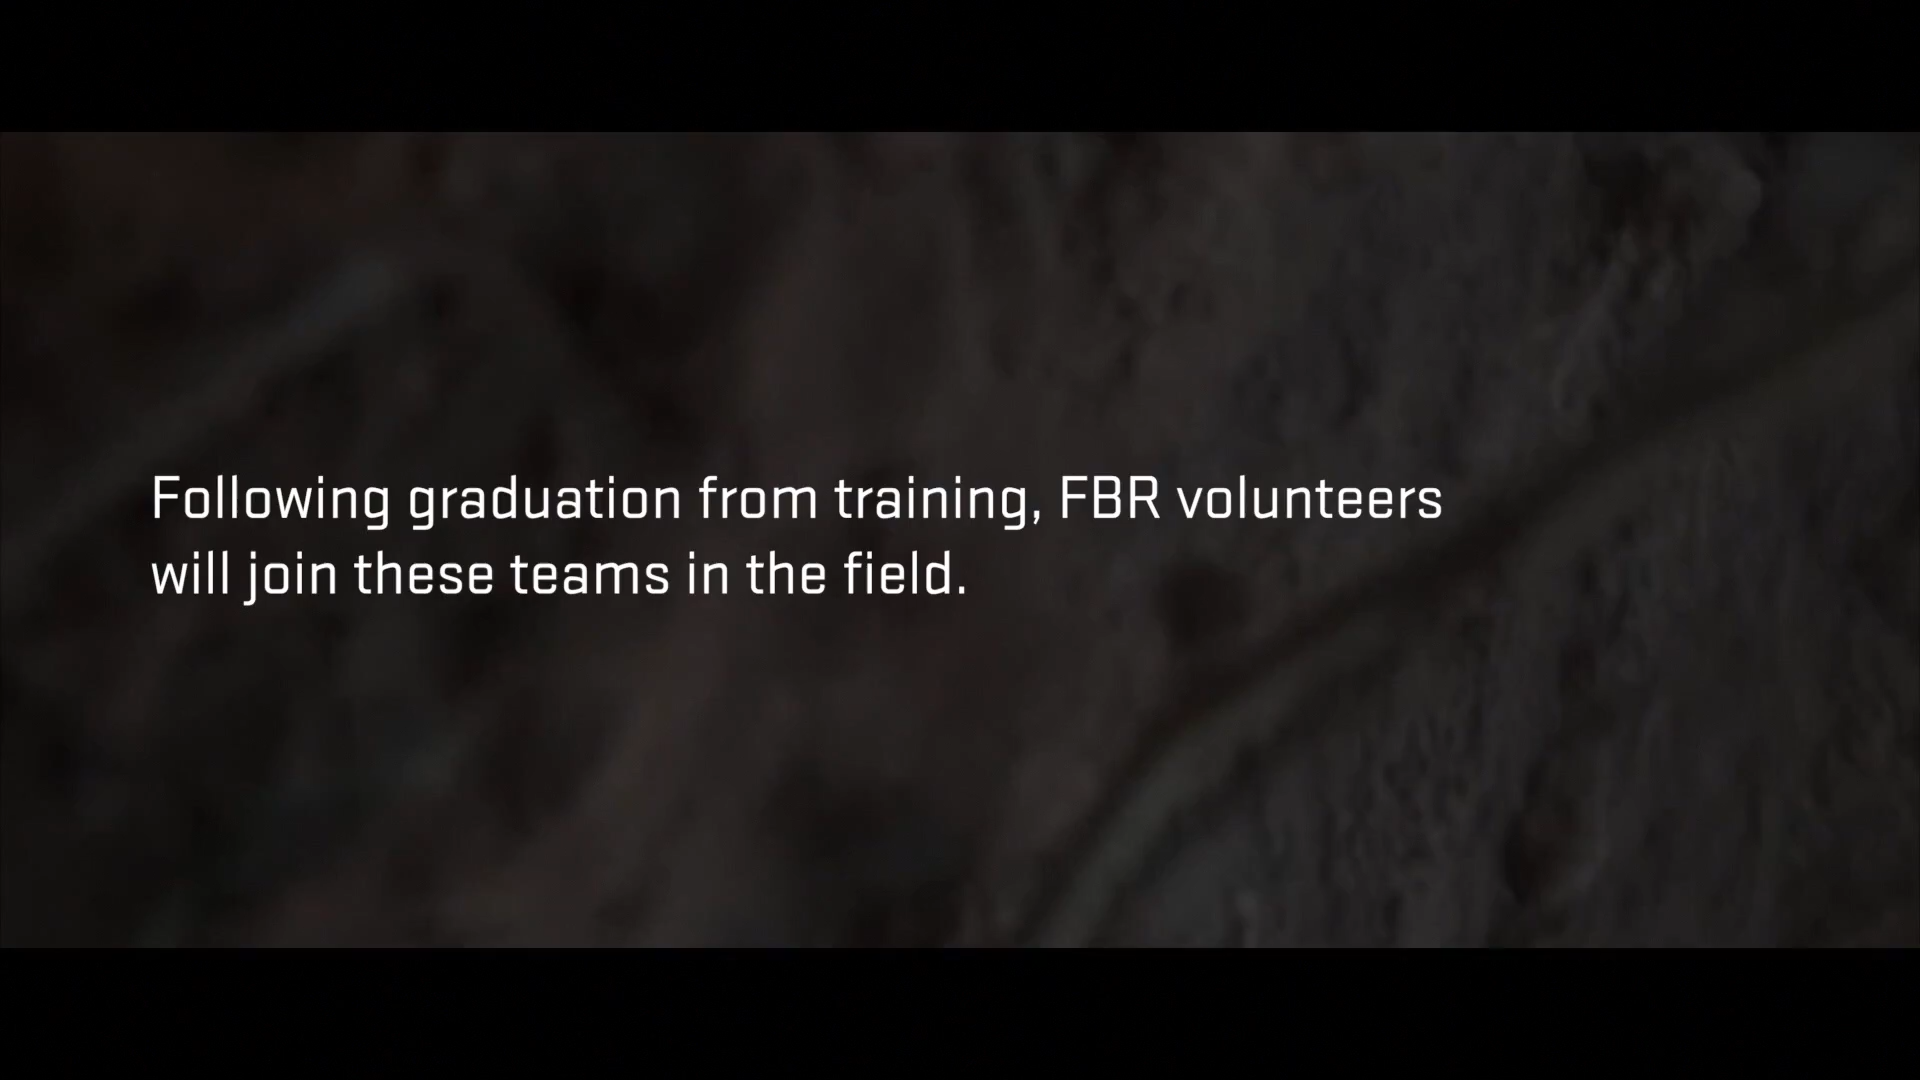 Following graduation from training, FBR volunteers
will join these teams in the field.